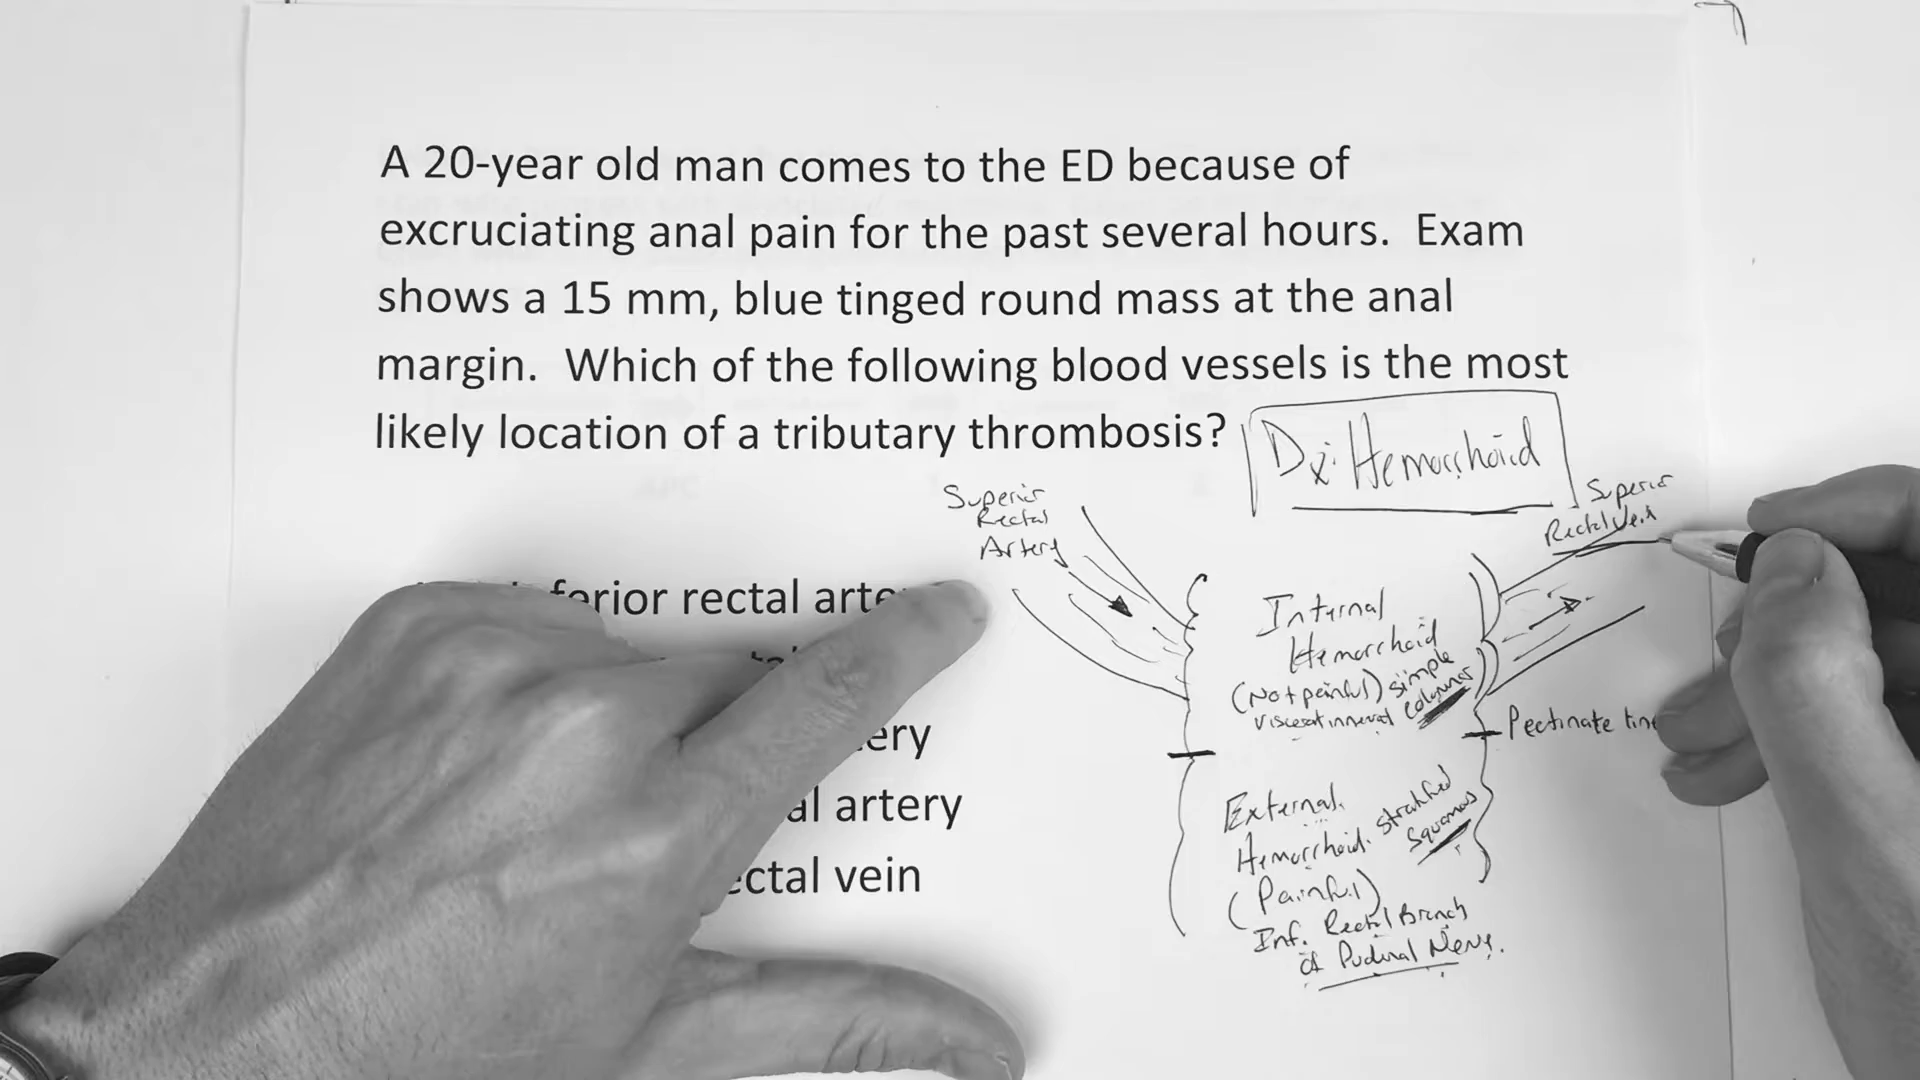 A 20-year old man comes to the ED because of
excruciating anal pain for the past several hours. Exam
shows a 15 mm, blue tinged round mass at the anal
margin. Which of the following blood vessels is the most
likely location of a tributary thrombosis?
Dx: Hemorrhoid
Superior
Rectal
Artery
Superior
Rectal Vein
ferior rectal arte
Internal
Hemorrhoid
(Not painful) simple
columnar
Pectinate line
ery
al artery
ectal vein
External
Hemorrhoid. stratified
squamous
(Painful)
Inf. Rectal Branch
of Pudenal Nerve.